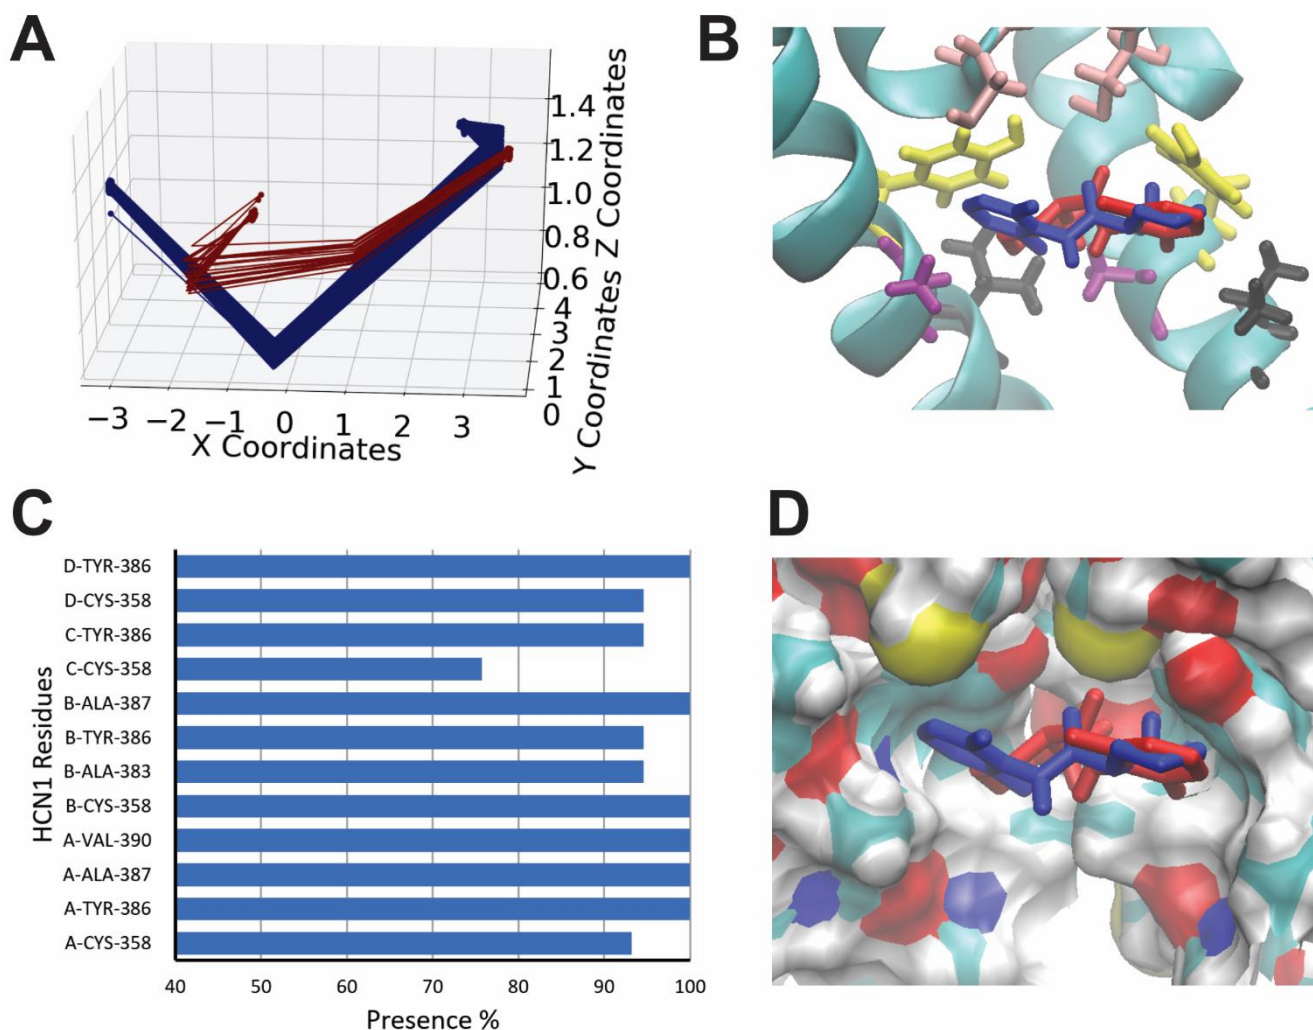 A
B
1.4
1.2
1.0
0.8
0.6
4
3
2
1
0
−3
−2
−1
0
1
2
3
X Coordinates
Y Coordinates
Z Coordinates
C
D
D-TYR-386
D-CYS-358
C-TYR-386
C-CYS-358
B-ALA-387
B-TYR-386
B-ALA-383
B-CYS-358
A-VAL-390
A-ALA-387
A-TYR-386
A-CYS-358
HCN1 Residues
40 50 60 70 80 90 100
Presence %